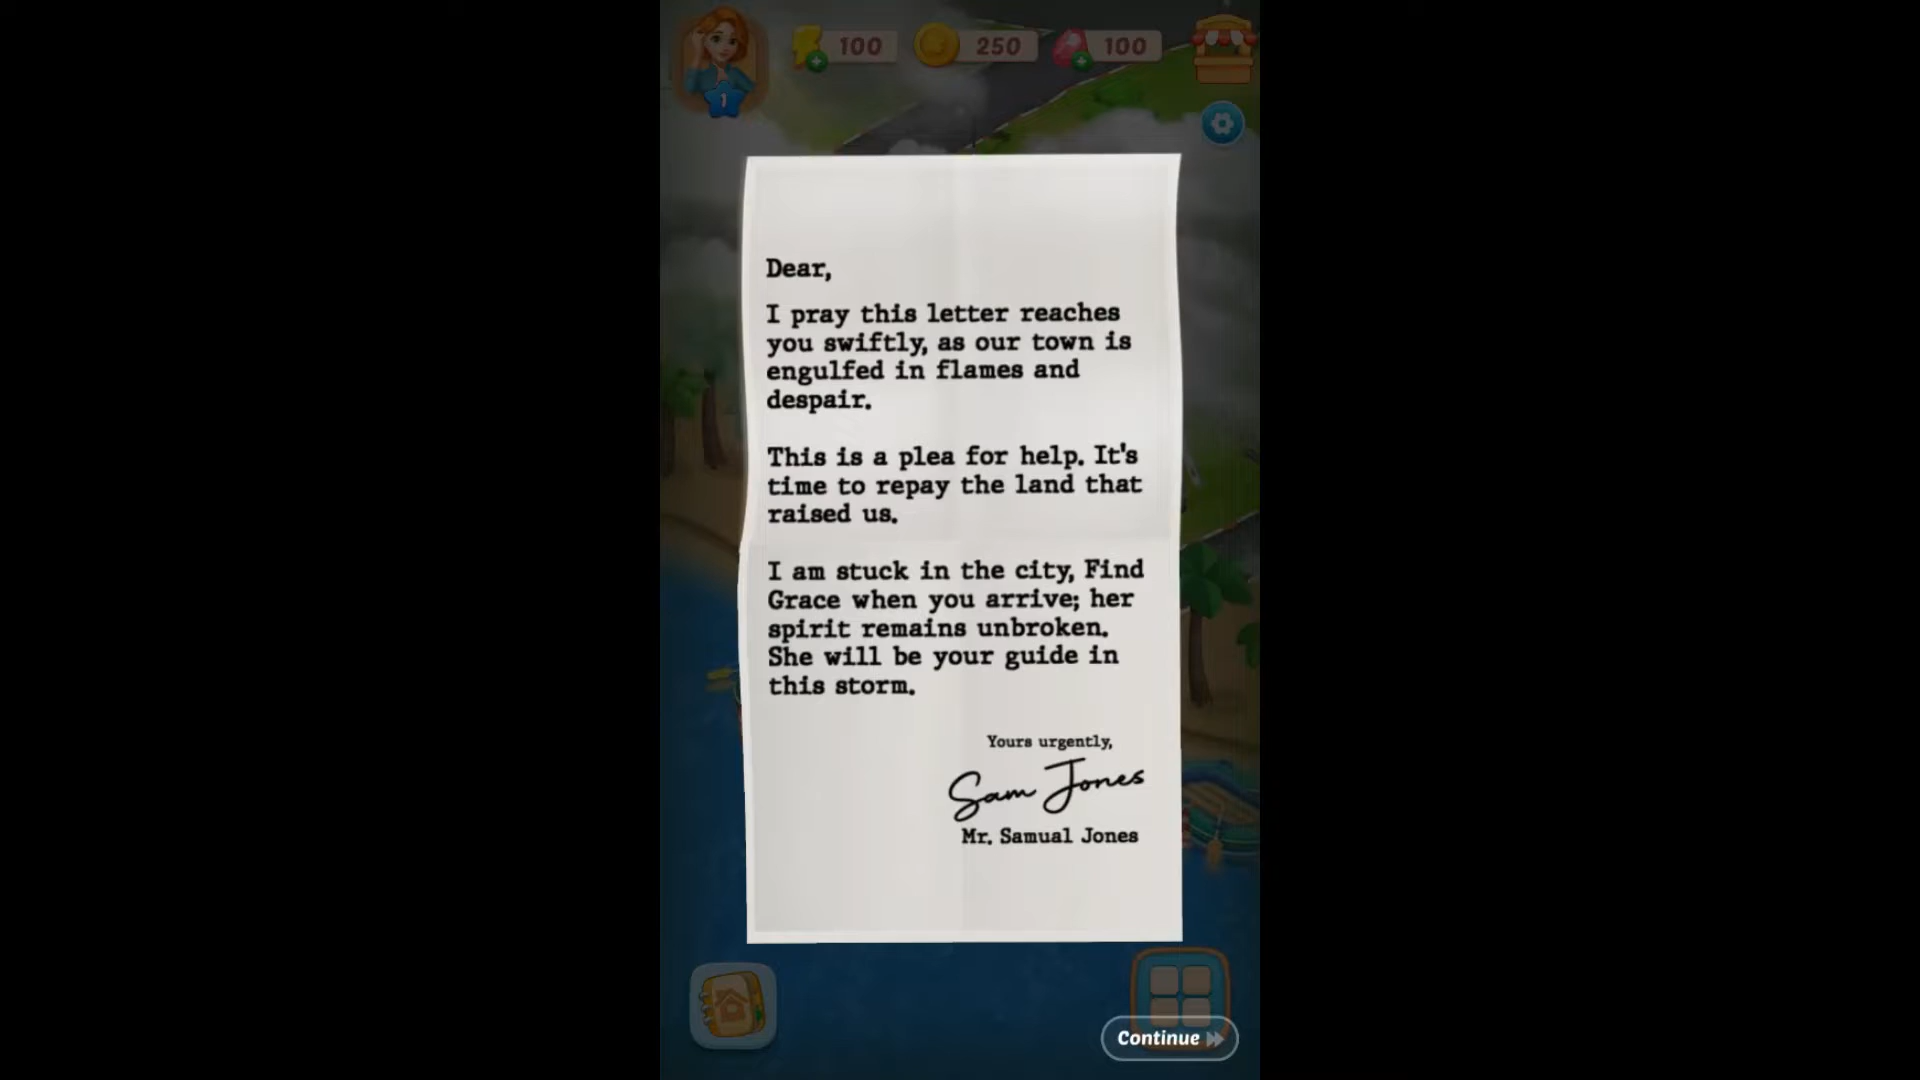 100 250 100
1
Dear,
I pray this letter reaches
you swiftly, as our town is
engulfed in flames and
despair.
This is a plea for help. It's
time to repay the land that
raised us.
I am stuck in the city, Find
Grace when you arrive; her
spirit remains unbroken.
She will be your guide in
this storm.
Yours urgently,
Sam Jones
Mr. Samual Jones
Continue